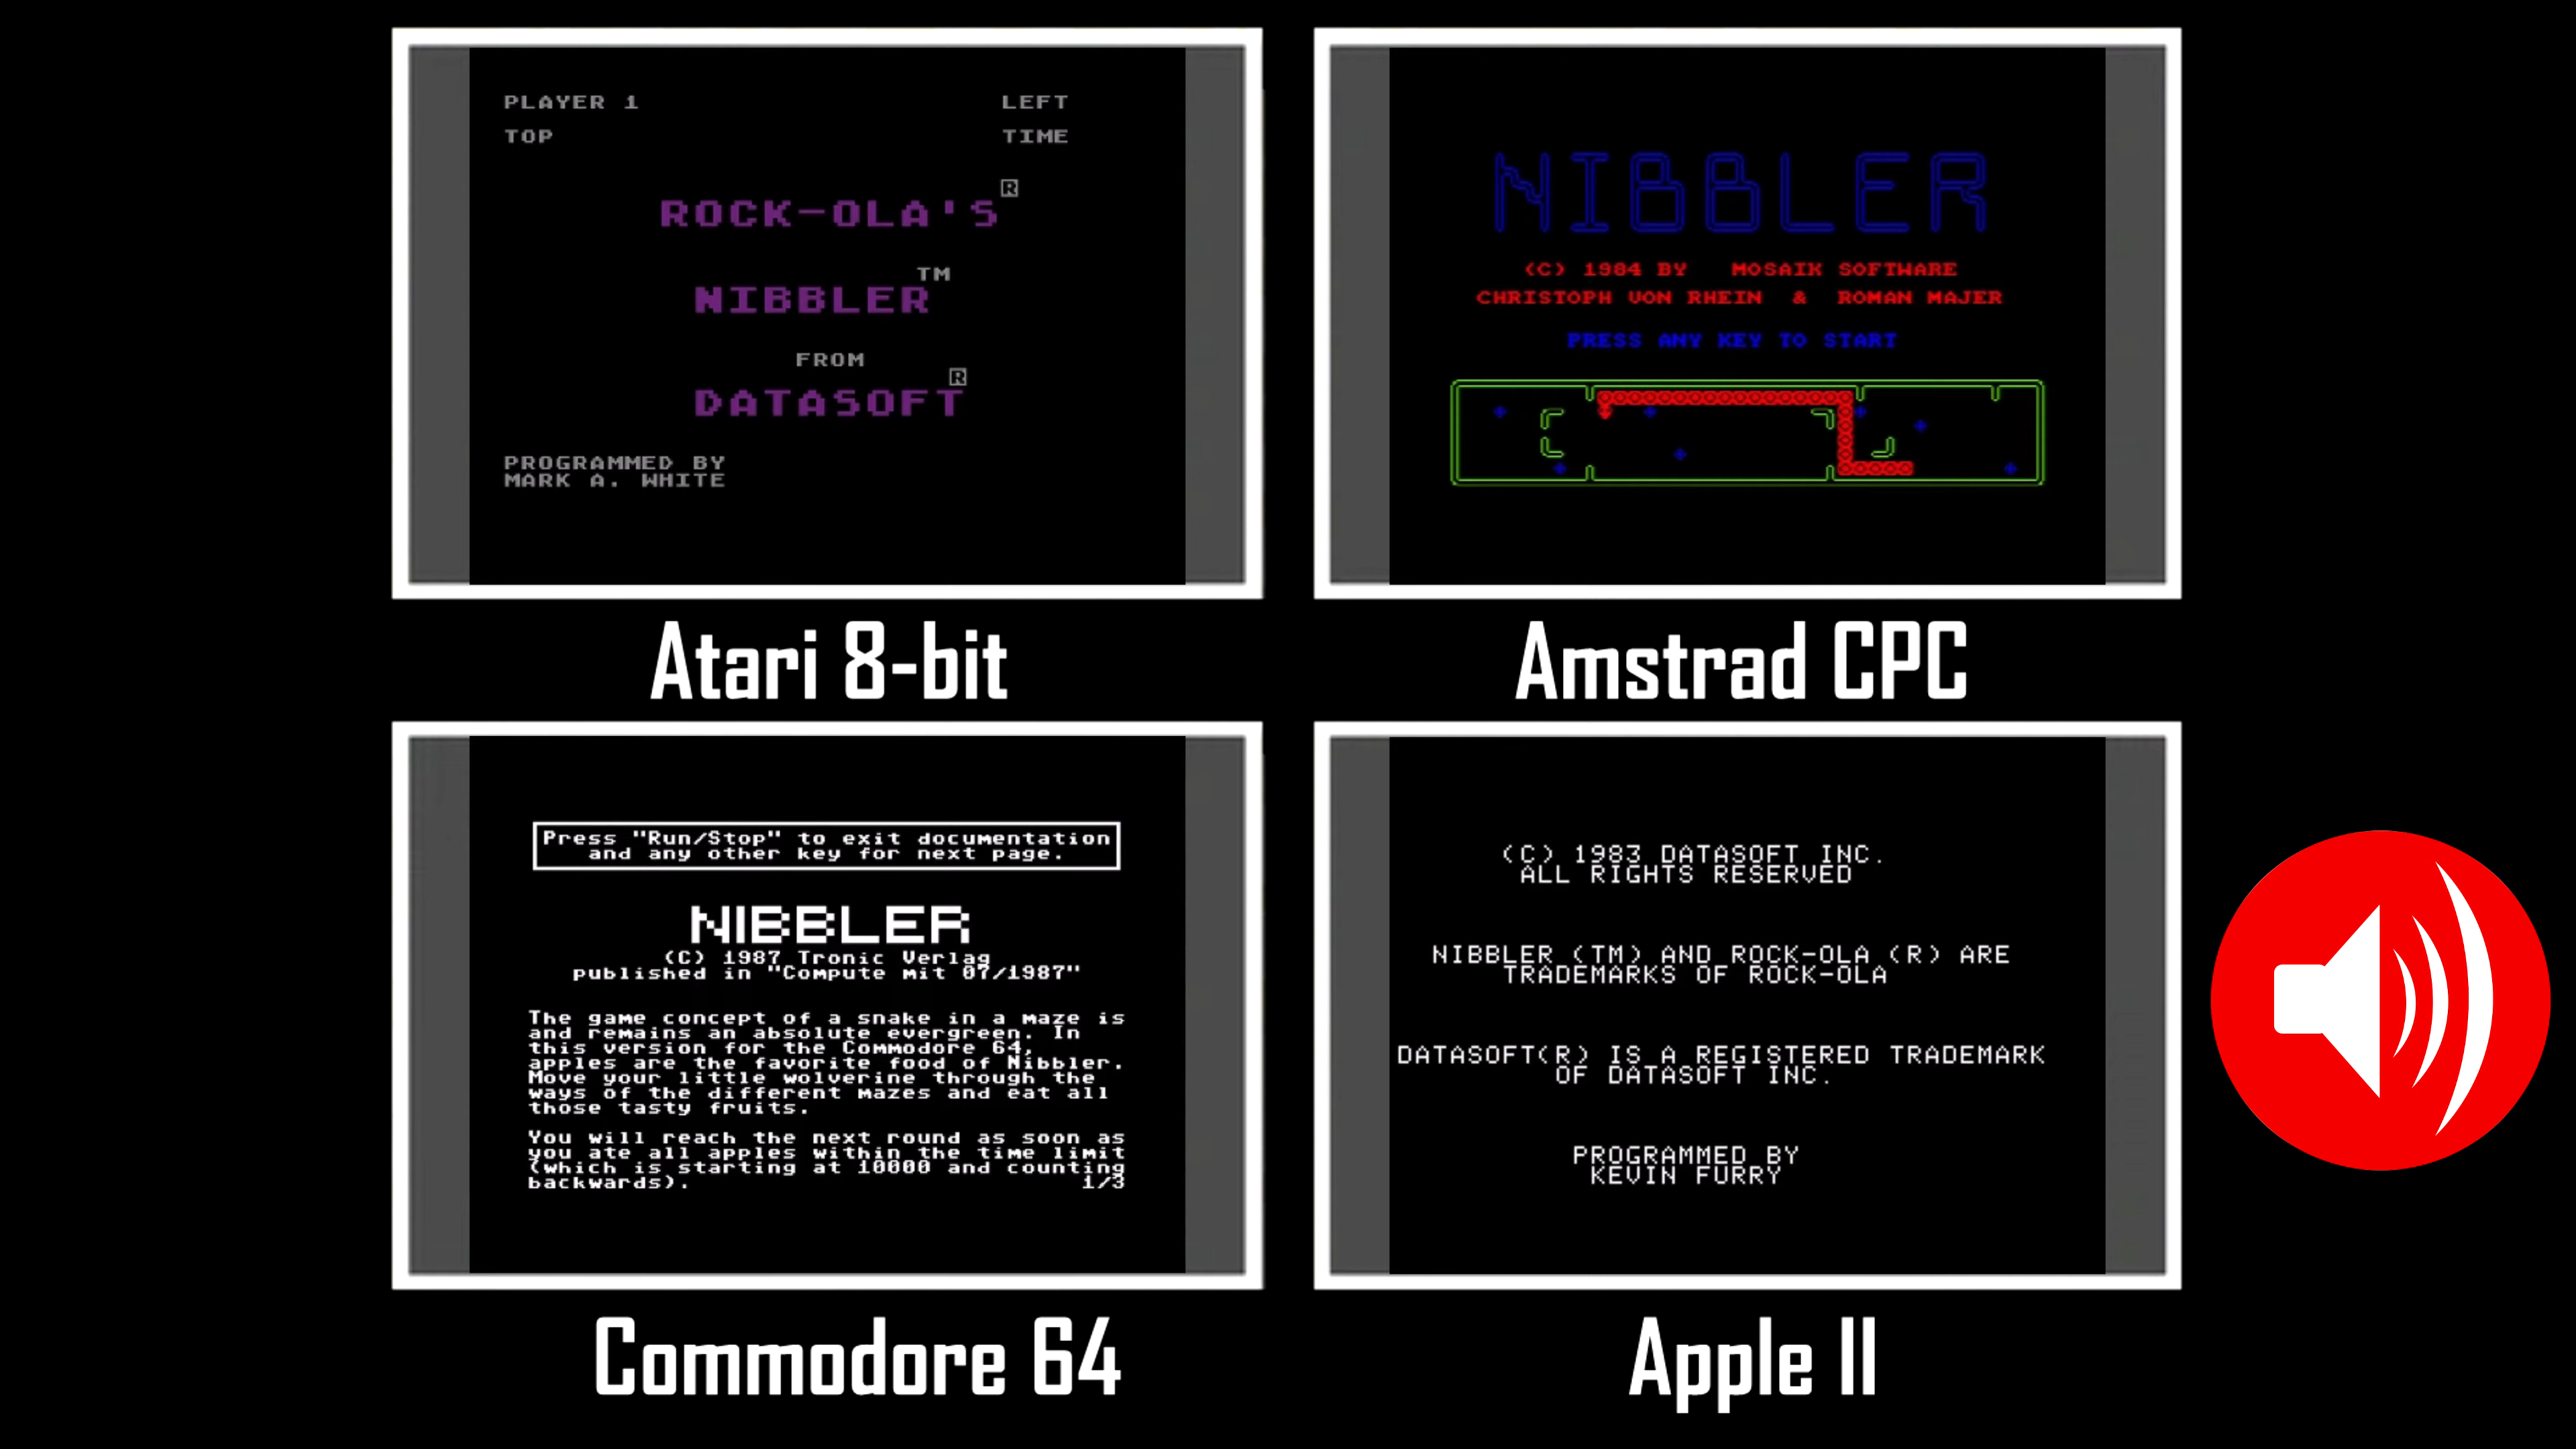 PLAYER 1 LEFT
TOP TIME
ROCK-OLA'S®
NIBBLER™
FROM
DATASOFT®
PROGRAMMED BY
MARK A. WHITE
Atari 8-bit
NIBBLER
(C) 1984 BY MOSAIK SOFTWARE
CHRISTOPH VON RHEIN & ROMAN MAJER
PRESS ANY KEY TO START
Amstrad CPC
Press "Run/Stop" to exit documentation
and any other key for next page.
NIBBLER
(C) 1987 Tronic Verlag
published in "Compute mit 07/1987"
The game concept of a snake in a maze is
and remains an absolute evergreen. In
this version for the Commodore 64,
apples are the favorite food of Nibbler.
Move your little wolverine through the
ways of the different mazes and eat all
those tasty fruits.
You will reach the next round as soon as
you ate all apples within the time limit
(which is starting at 10000 and counting
backwards). 1/3
Commodore 64
(C) 1983 DATASOFT INC.
ALL RIGHTS RESERVED
NIBBLER (TM) AND ROCK-OLA (R) ARE
TRADEMARKS OF ROCK-OLA
DATASOFT(R) IS A REGISTERED TRADEMARK
OF DATASOFT INC.
PROGRAMMED BY
KEVIN FURRY
Apple II